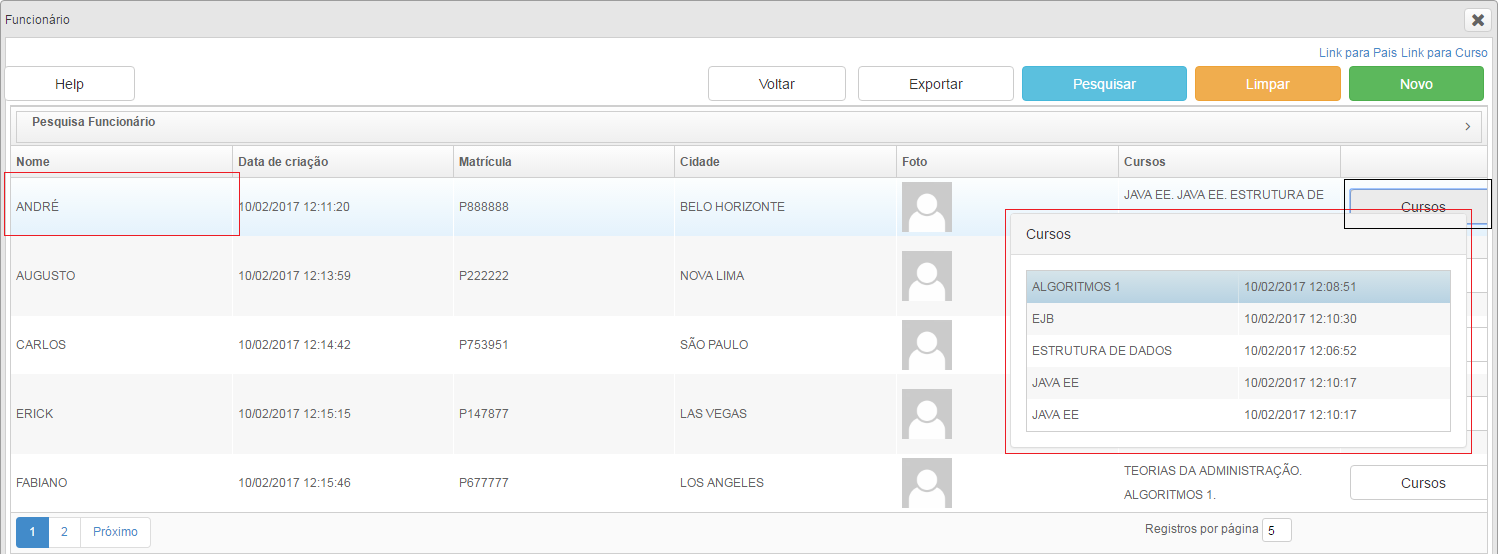 Funcionário
Link para Pais Link para Curso
Help Voltar Exportar Pesquisar Limpar Novo
Pesquisa Funcionário
Nome Data de criação Matrícula Cidade Foto Cursos
JAVA EE. JAVA EE. ESTRUTURA DE
ANDRÉ 10/02/2017 12:11:20 P888888 BELO HORIZONTE Cursos
Cursos
AUGUSTO 10/02/2017 12:13:59 P222222 NOVA LIMA
ALGORITMOS 1 10/02/2017 12:08:51
EJB 10/02/2017 12:10:30
CARLOS 10/02/2017 12:14:42 P753951 SÃO PAULO
ESTRUTURA DE DADOS 10/02/2017 12:06:52
JAVA EE 10/02/2017 12:10:17
ERICK 10/02/2017 12:15:15 P147877 LAS VEGAS
JAVA EE 10/02/2017 12:10:17
TEORIAS DA ADMINISTRAÇÃO.
FABIANO 10/02/2017 12:15:46 P677777 LOS ANGELES Cursos
ALGORITMOS 1.
1 2 Próximo Registros por página 5